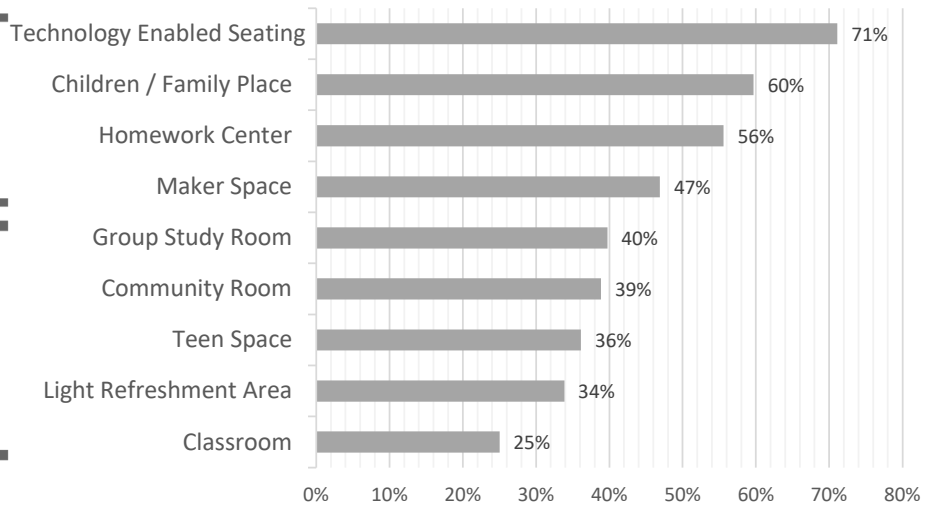 Technology Enabled Seating 71%
Children / Family Place 60%
Homework Center 56%
Maker Space 47%
Group Study Room 40%
Community Room 39%
Teen Space 36%
Light Refreshment Area 34%
Classroom 25%
0% 10% 20% 30% 40% 50% 60% 70% 80%